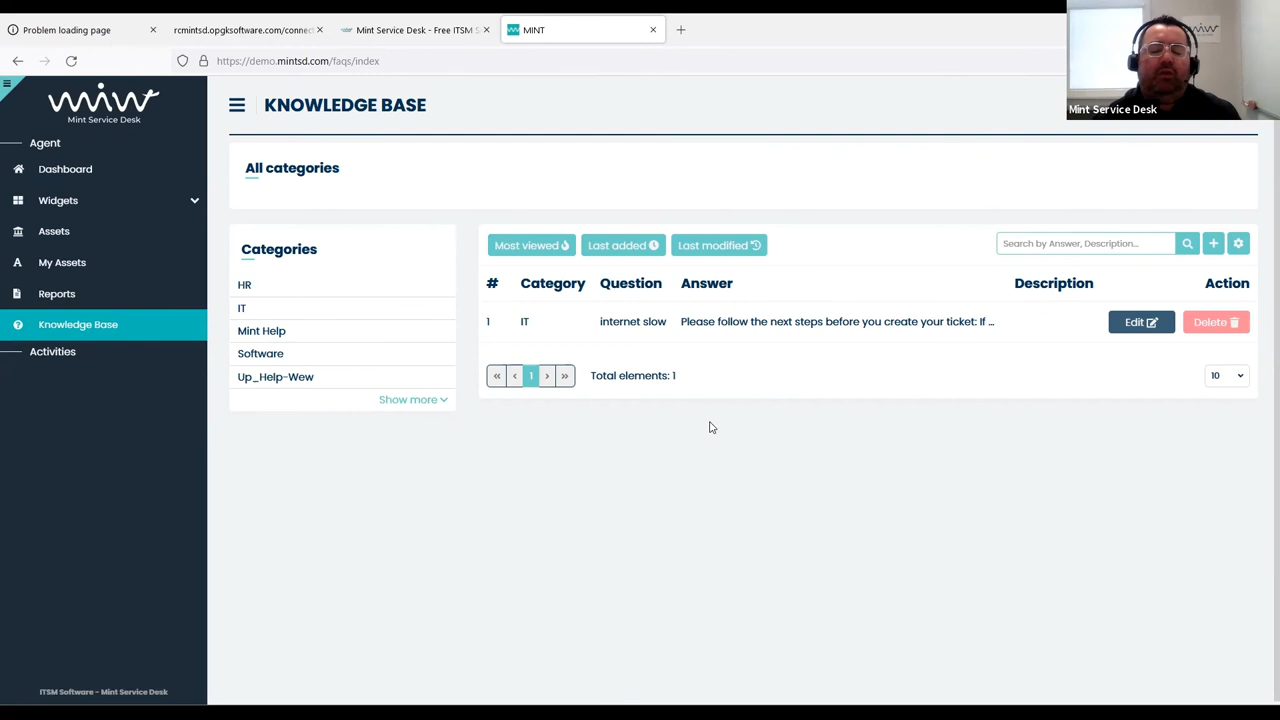 Problem loading page
rcmintsd.opgksoftware.com/connec
Mint Service Desk - Free ITSM S
MINT
https://demo.mintsd.com/faqs/index
Mint Service Desk
Mint Service Desk
KNOWLEDGE BASE
Agent
Dashboard
Widgets
Assets
My Assets
Reports
Knowledge Base
Activities
All categories
Categories
HR
IT
Mint Help
Software
Up_Help-Wew
Show more
Most viewed
Last added
Last modified
Search by Answer, Description...
# Category Question Answer Description Action
1 IT internet slow Please follow the next steps before you create your ticket: If ... Edit Delete
« ‹ 1 › » Total elements: 1 10
ITSM Software - Mint Service Desk